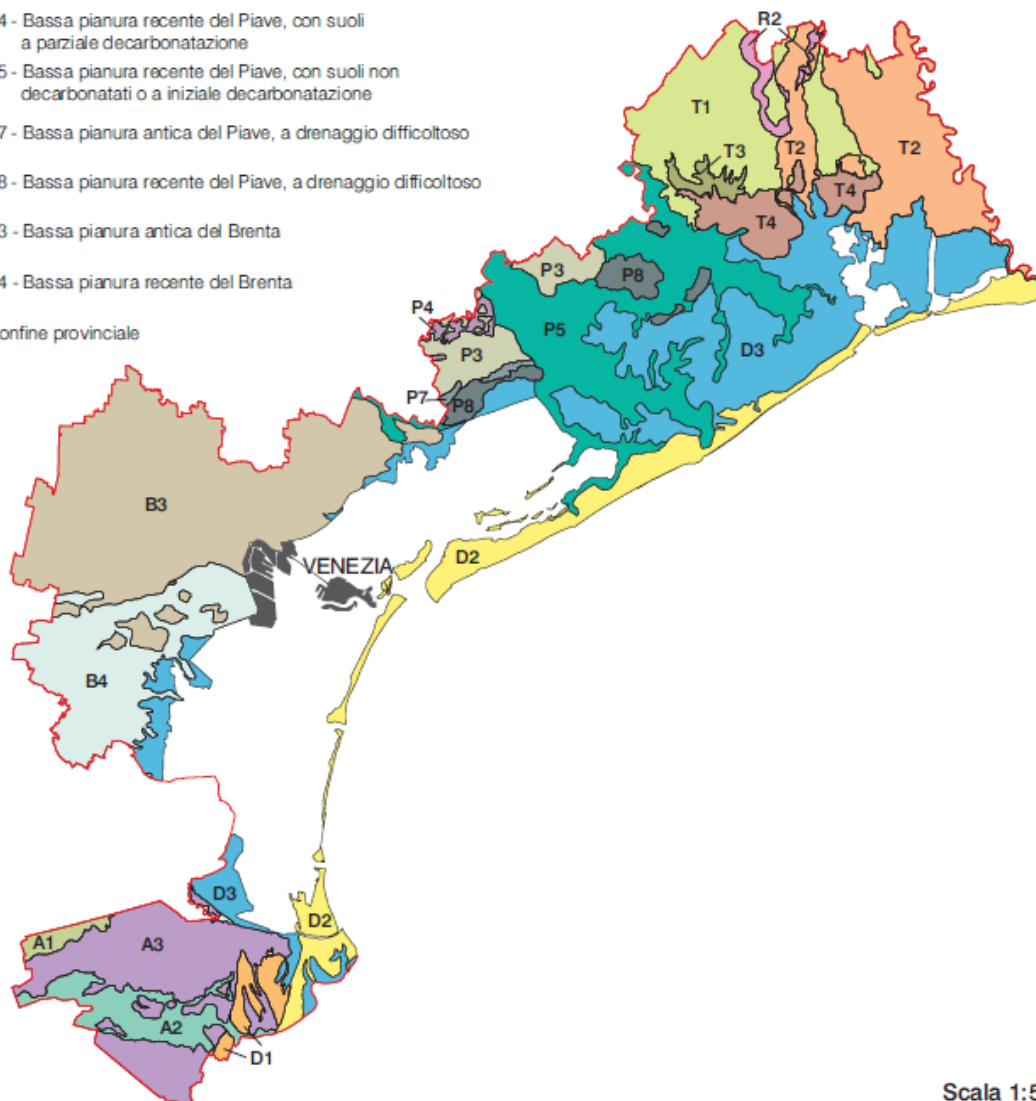 4 - Bassa pianura recente del Piave, con suoli
a parziale decarbonatazione
5 - Bassa pianura recente del Piave, con suoli non
decarbonatati o a iniziale decarbonatazione
7 - Bassa pianura antica del Piave, a drenaggio difficoltoso
8 - Bassa pianura recente del Piave, a drenaggio difficoltoso
3 - Bassa pianura antica del Brenta
4 - Bassa pianura recente del Brenta
onfine provinciale
R2
T1
T3
T2
T2
T4
T4
P3
P8
P4
P5
D3
P3
P7
P8
B3
VENEZIA
D2
B4
D3
D2
A1
A3
A2
D1
Scala 1:5